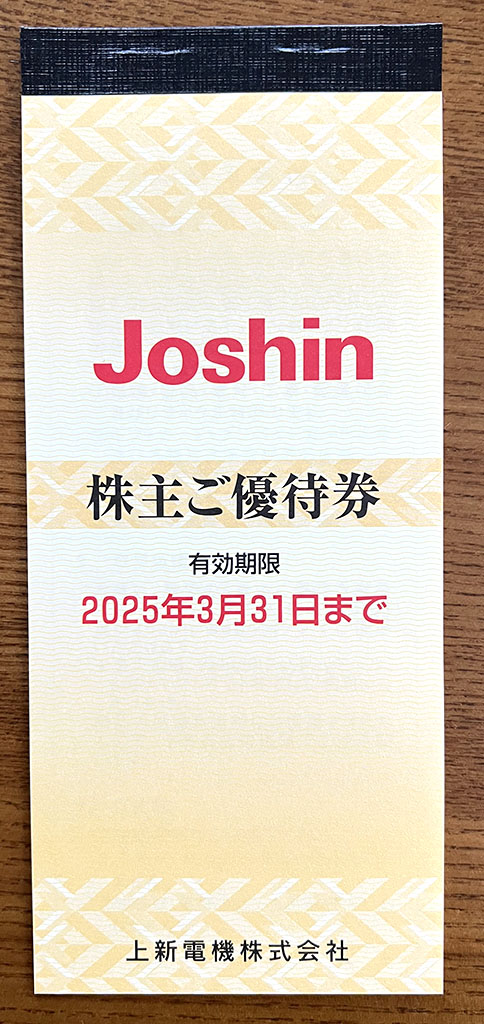 Joshin
株主ご優待券
有効期限
2025年3月31日まで
上新電機株式会社